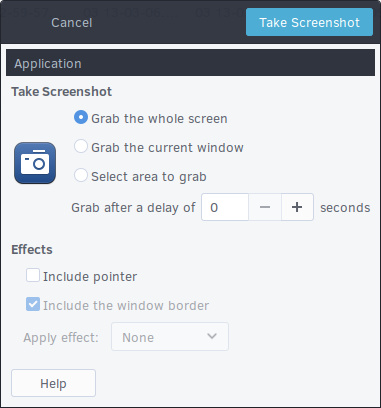 Cancel Take Screenshot
Application
Take Screenshot
Grab the whole screen
Grab the current window
Select area to grab
Grab after a delay of 0 − + seconds
Effects
Include pointer
Include the window border
Apply effect: None
Help